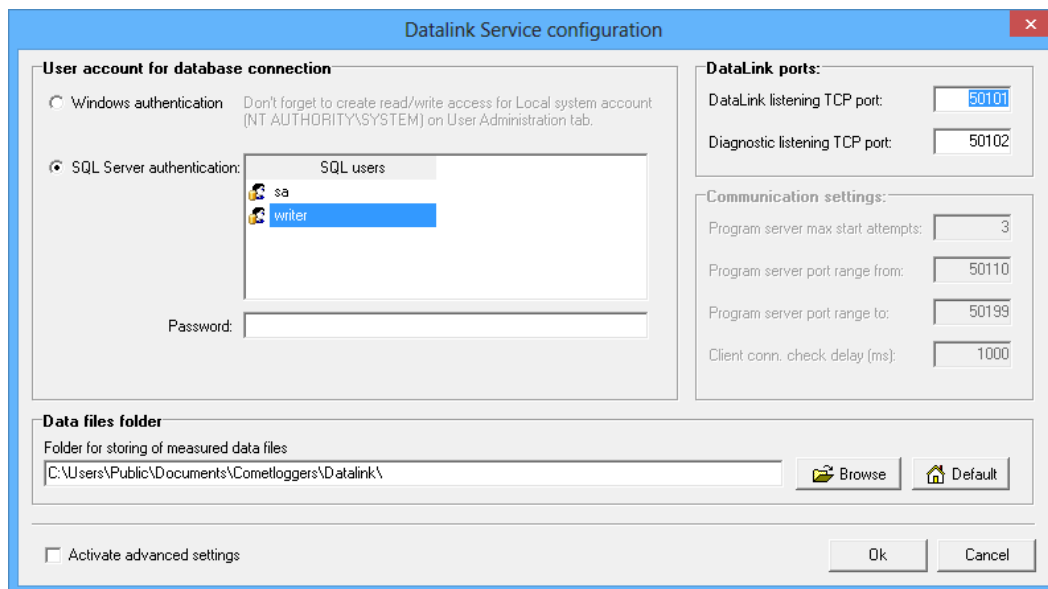 Datalink Service configuration
User account for database connection
Windows authentication
Don't forget to create read/write access for Local system account
(NT AUTHORITY\SYSTEM) on User Administration tab.
SQL Server authentication:
SQL users
sa
writer
Password:
DataLink ports:
DataLink listening TCP port: 50101
Diagnostic listening TCP port: 50102
Communication settings:
Program server max start attempts: 3
Program server port range from: 50110
Program server port range to: 50199
Client conn. check delay (ms): 1000
Data files folder
Folder for storing of measured data files
C:\Users\Public\Documents\Cometloggers\Datalink\
Browse
Default
Activate advanced settings
Ok
Cancel